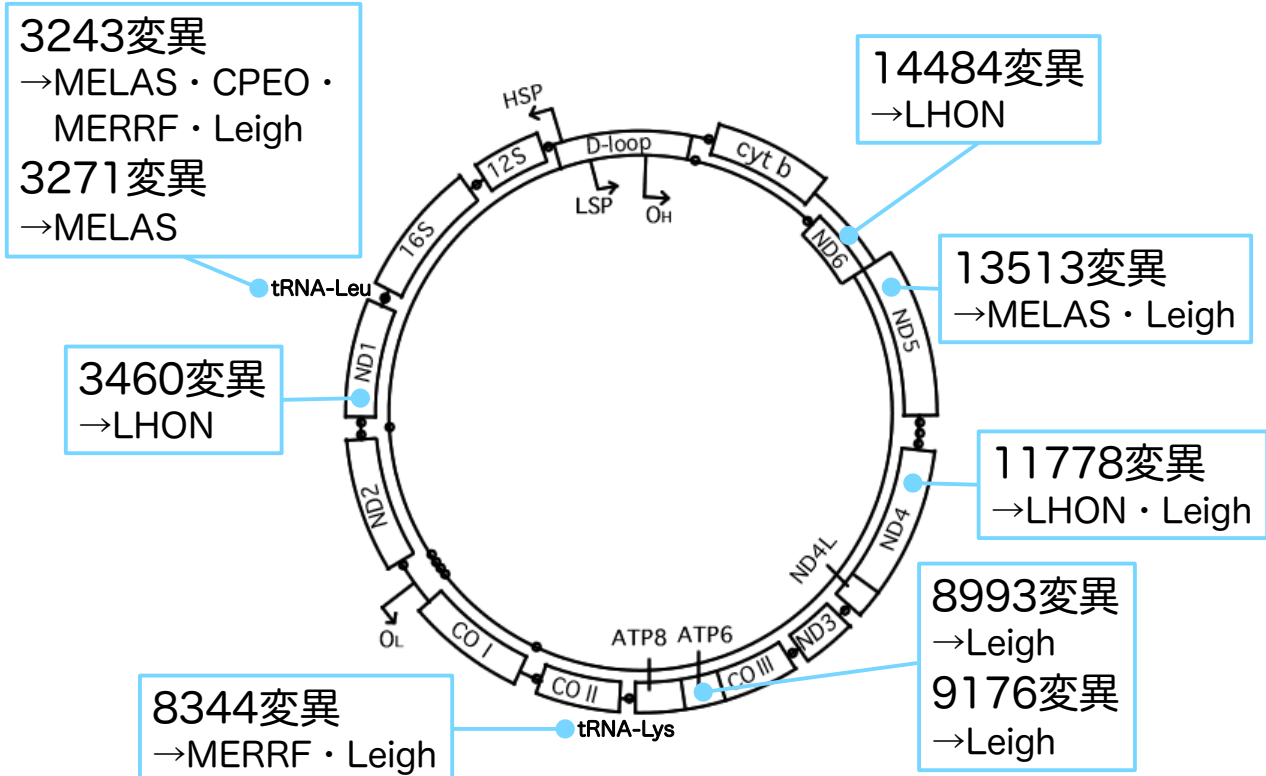 3243変異
→MELAS・CPEO・
MERRF・Leigh
3271変異
→MELAS
14484変異
→LHON
HSP
D-loop
12S
cyt b
LSP
OH
16S
ND6
tRNA-Leu
13513変異
→MELAS・Leigh
ND5
ND1
3460変異
→LHON
11778変異
→LHON・Leigh
ND2
ND4
ND4L
8993変異
→Leigh
9176変異
→Leigh
OL
CO I
ATP8
ATP6
ND3
CO III
CO II
8344変異
→MERRF・Leigh
tRNA-Lys